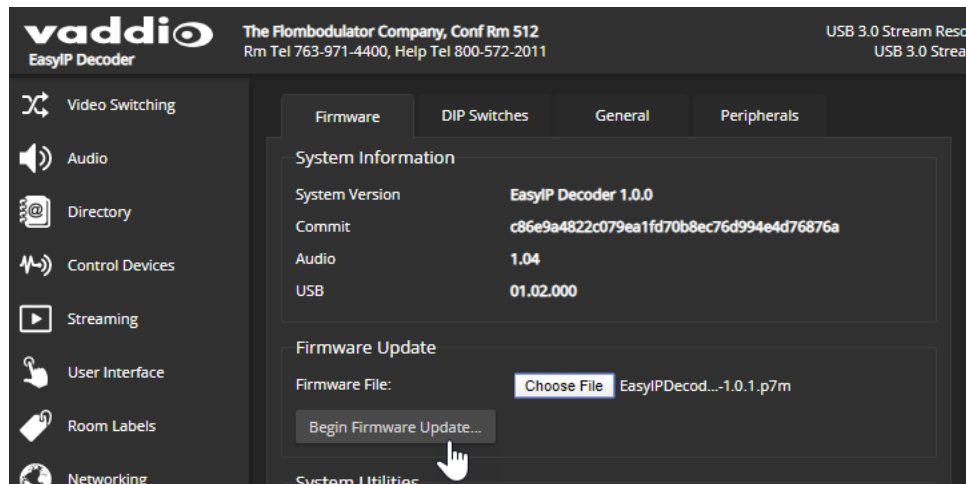 vaddio
EasyIP Decoder
The Flombodulator Company, Conf Rm 512
Rm Tel 763-971-4400, Help Tel 800-572-2011
USB 3.0 Stream Reso
USB 3.0 Strea
Video Switching
Audio
Directory
Control Devices
Streaming
User Interface
Room Labels
Networking
Firmware DIP Switches General Peripherals
System Information
System Version EasyIP Decoder 1.0.0
Commit c86e9a4822c079ea1fd70b8ec76d994e4d76876a
Audio 1.04
USB 01.02.000
Firmware Update
Firmware File: Choose File EasyIPDecod...-1.0.1.p7m
Begin Firmware Update...
System Utilities